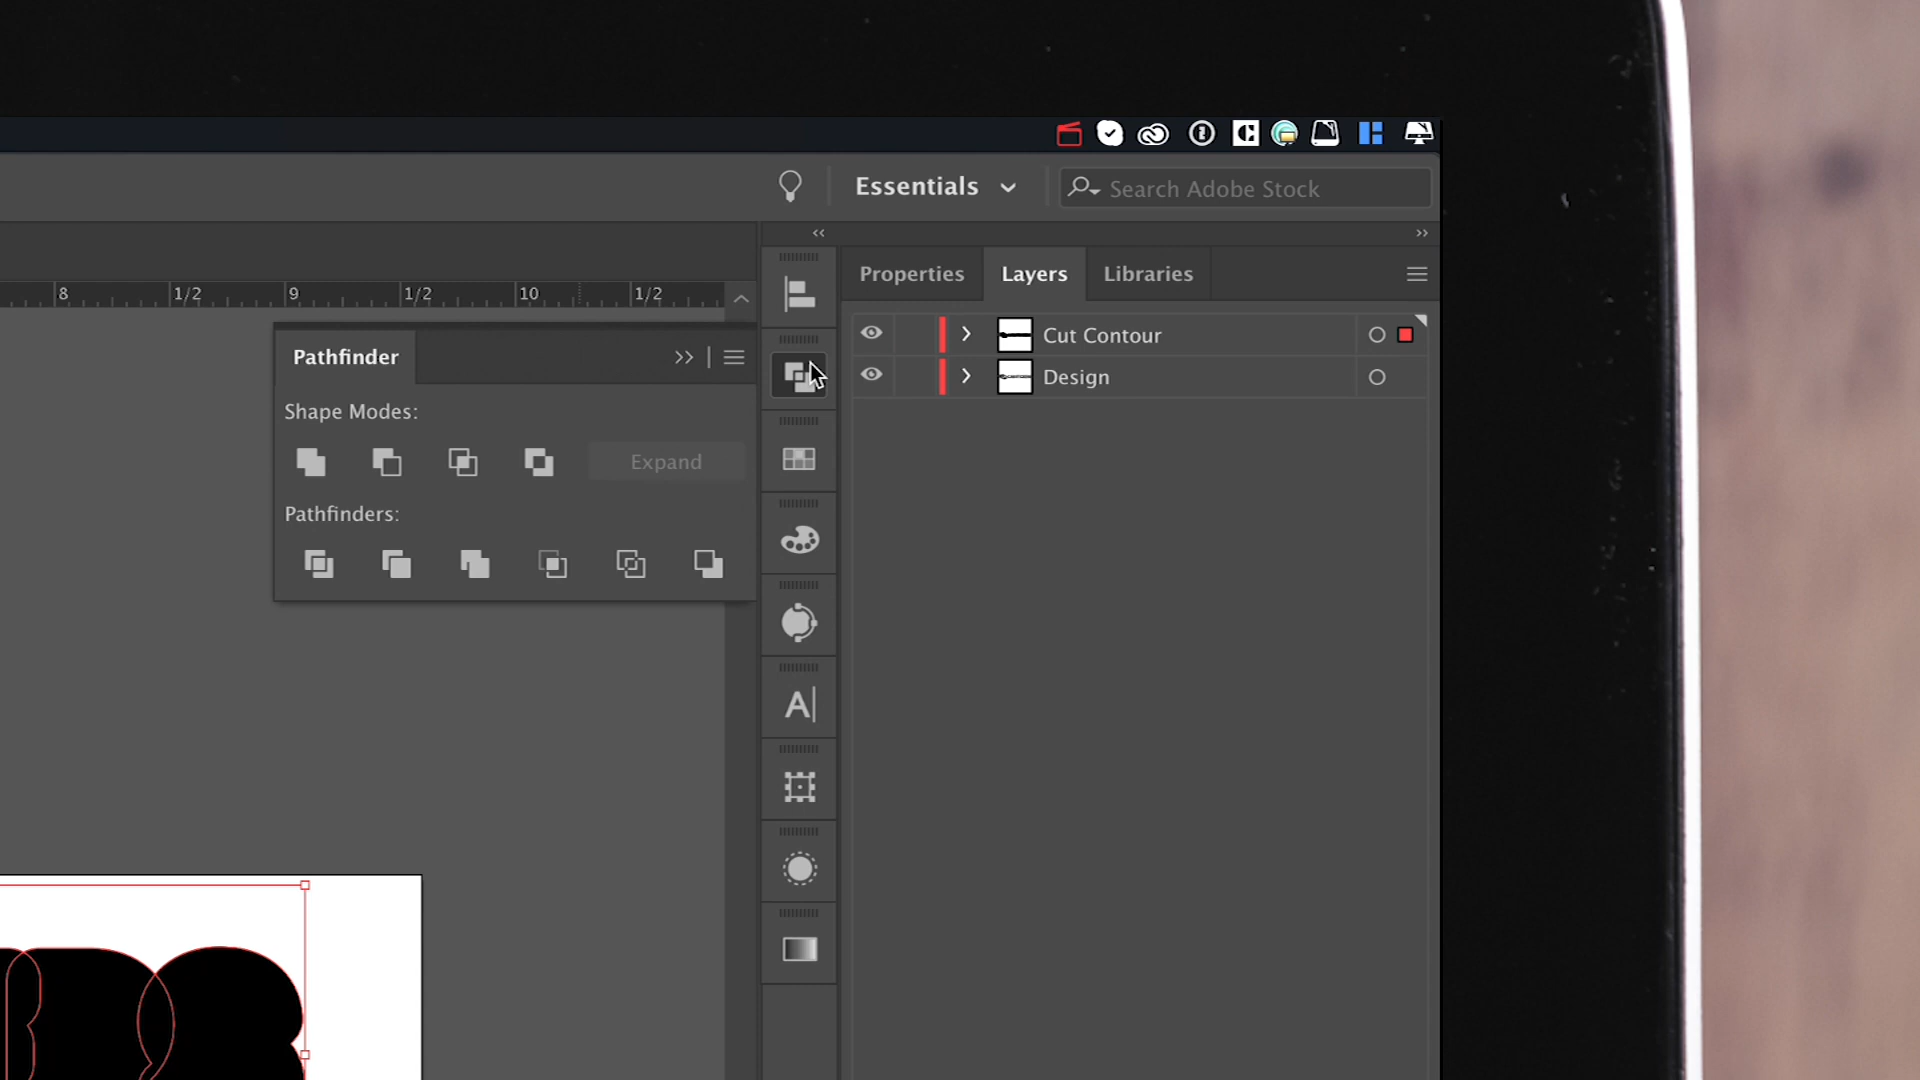 Essentials
Search Adobe Stock
Properties Layers Libraries
8 1/2 9 1/2 10 1/2
Pathfinder
Cut Contour
Design
Shape Modes:
Expand
Pathfinders:
A